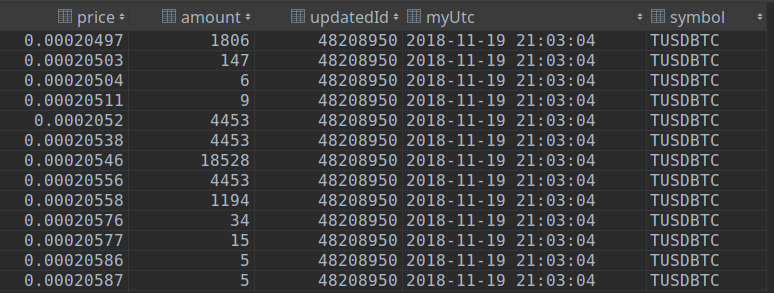 price amount updatedId myUtc symbol
0.00020497 1806 48208950 2018-11-19 21:03:04 TUSDBTC
0.00020503 147 48208950 2018-11-19 21:03:04 TUSDBTC
0.00020504 6 48208950 2018-11-19 21:03:04 TUSDBTC
0.00020511 9 48208950 2018-11-19 21:03:04 TUSDBTC
0.0002052 4453 48208950 2018-11-19 21:03:04 TUSDBTC
0.00020538 4453 48208950 2018-11-19 21:03:04 TUSDBTC
0.00020546 18528 48208950 2018-11-19 21:03:04 TUSDBTC
0.00020556 4453 48208950 2018-11-19 21:03:04 TUSDBTC
0.00020558 1194 48208950 2018-11-19 21:03:04 TUSDBTC
0.00020576 34 48208950 2018-11-19 21:03:04 TUSDBTC
0.00020577 15 48208950 2018-11-19 21:03:04 TUSDBTC
0.00020586 5 48208950 2018-11-19 21:03:04 TUSDBTC
0.00020587 5 48208950 2018-11-19 21:03:04 TUSDBTC